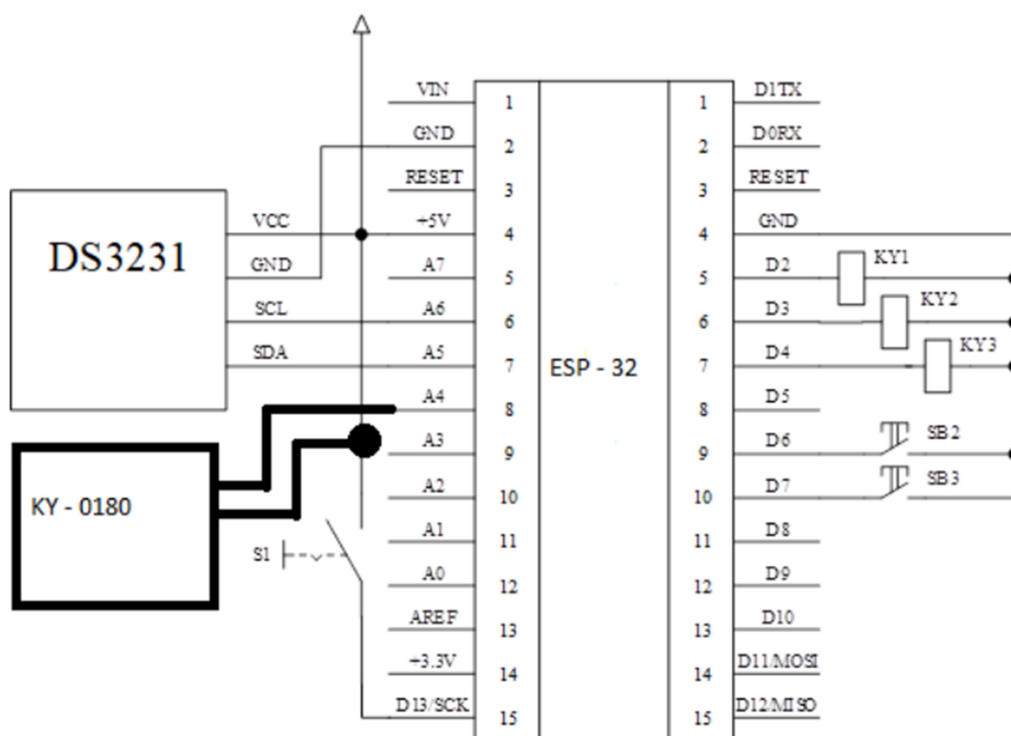 VIN 1
GND 2
RESET 3
+5V 4
A7 5
A6 6
A5 7
A4 8
A3 9
A2 10
A1 11
A0 12
AREF 13
+3.3V 14
D13/SCK 15
DS3231
VCC
GND
SCL
SDA
KY - 0180
S1
ESP - 32
1 D1TX
2 D0RX
3 RESET
4 GND
5 D2 KY1
6 D3 KY2
7 D4 KY3
8 D5
9 D6 SB2
10 D7 SB3
11 D8
12 D9
13 D10
14 D11/MOSI
15 D12/MISO